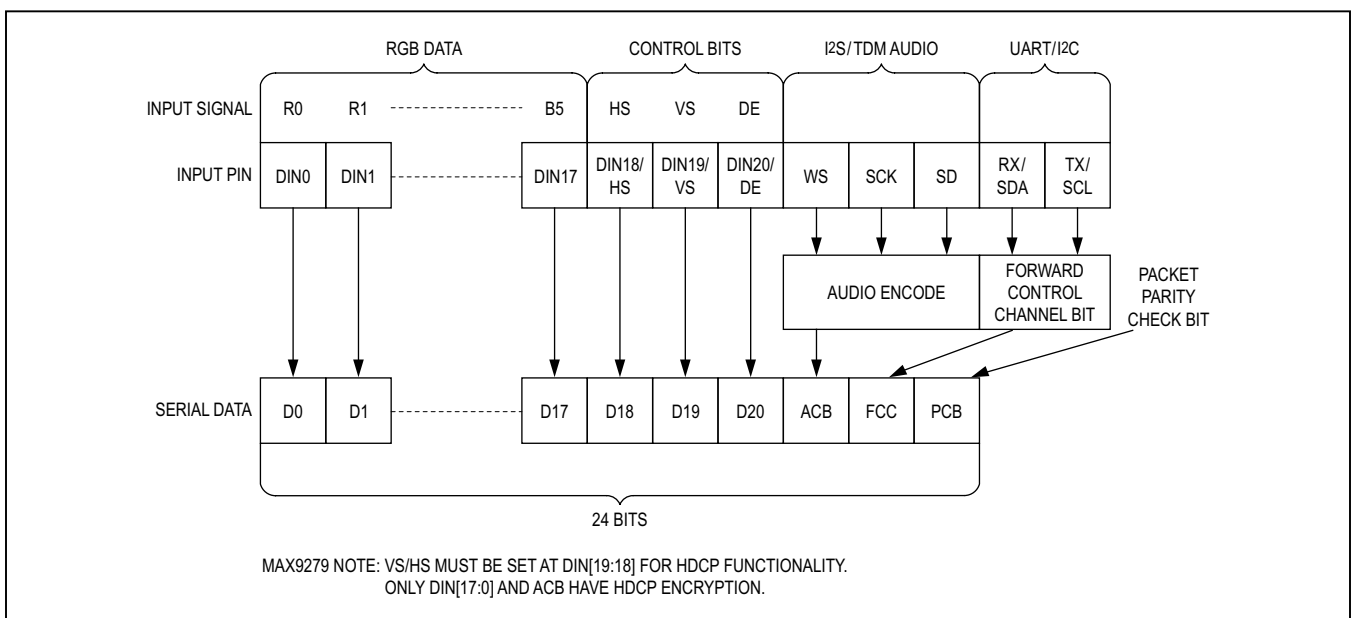 RGB DATA CONTROL BITS I2S/TDM AUDIO UART/I2C
INPUT SIGNAL R0 R1 B5 HS VS DE
INPUT PIN DIN0 DIN1 DIN17 DIN18/ HS DIN19/ VS DIN20/ DE WS SCK SD RX/ SDA TX/ SCL
AUDIO ENCODE
FORWARD
CONTROL
CHANNEL BIT
PACKET
PARITY
CHECK BIT
SERIAL DATA D0 D1 D17 D18 D19 D20 ACB FCC PCB
24 BITS
MAX9279 NOTE: VS/HS MUST BE SET AT DIN[19:18] FOR HDCP FUNCTIONALITY.
ONLY DIN[17:0] AND ACB HAVE HDCP ENCRYPTION.